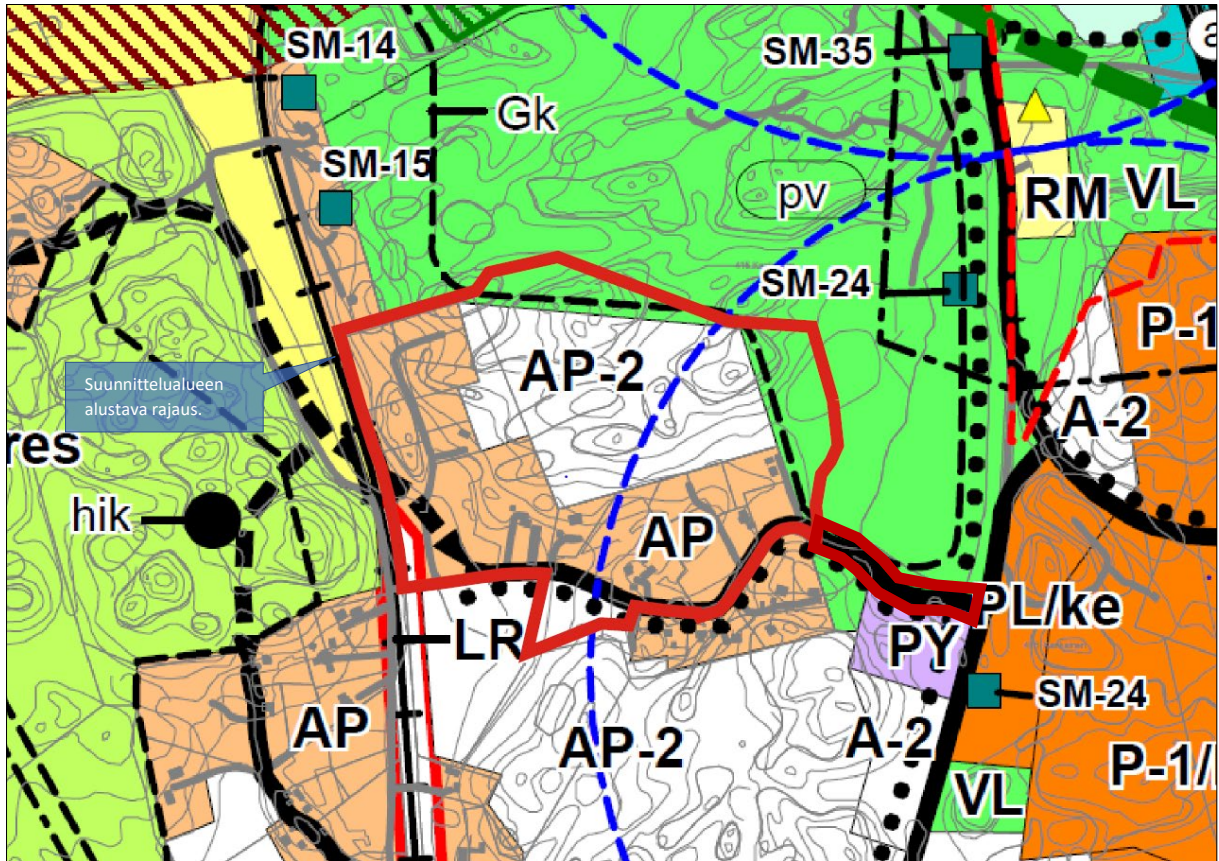 SM-14
SM-35
a
Gk
SM-15
pv
RM
VL
SM-24
P-1
AP-2
Suunnittelualueen
alustava rajaus.
A-2
res
hik
AP
PL/ke
LR
PY
SM-24
AP
AP-2
A-2
P-1/
VL